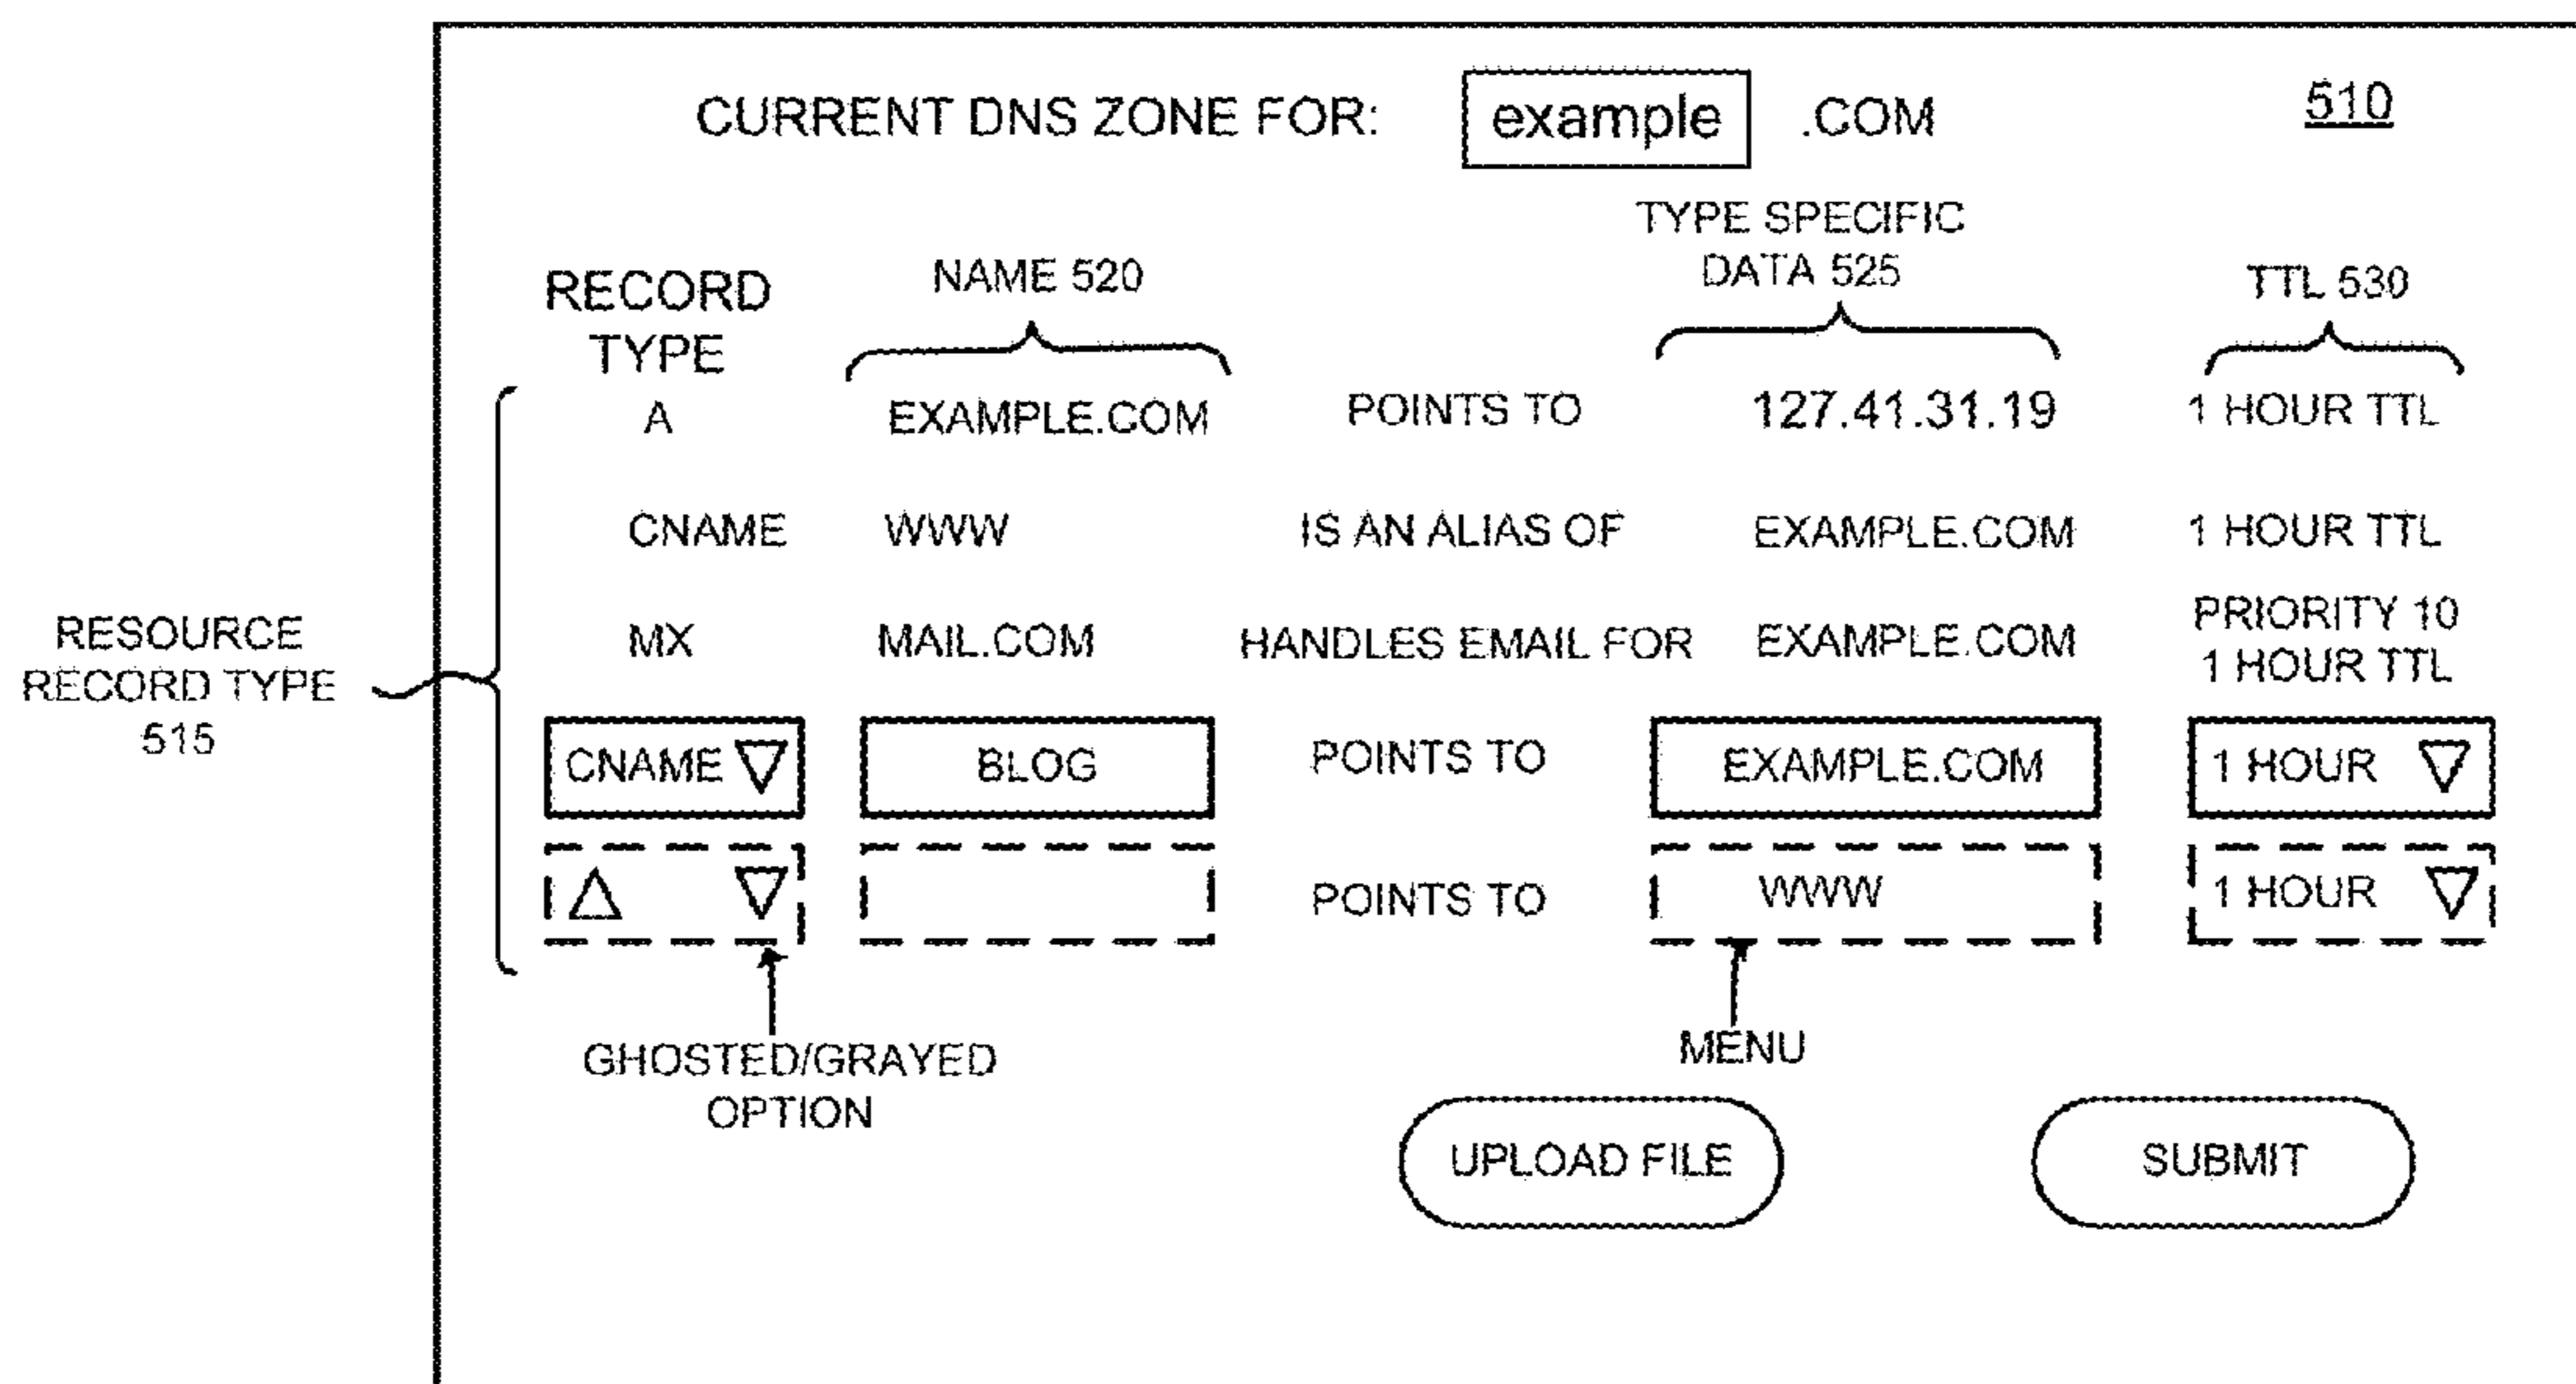 CURRENT DNS ZONE FOR: example .COM
510
TYPE SPECIFIC
DATA 525
RECORD
TYPE
NAME 520
TTL 530
A EXAMPLE.COM POINTS TO 127.41.31.19 1 HOUR TTL
CNAME WWW IS AN ALIAS OF EXAMPLE.COM 1 HOUR TTL
RESOURCE
RECORD TYPE
515
MX MAIL.COM HANDLES EMAIL FOR EXAMPLE.COM PRIORITY 10
1 HOUR TTL
CNAME BLOG POINTS TO EXAMPLE.COM 1 HOUR
POINTS TO WWW 1 HOUR
GHOSTED/GRAYED
OPTION
MENU
UPLOAD FILE
SUBMIT